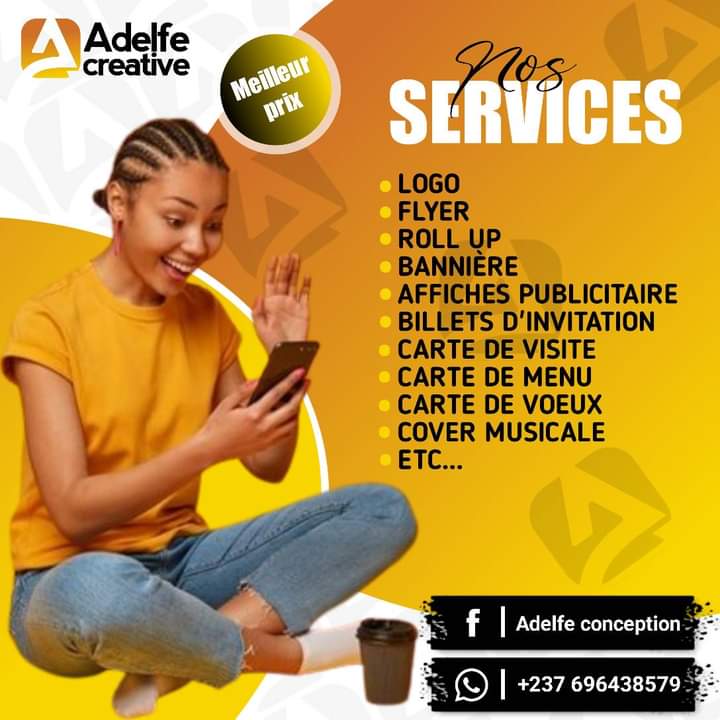 Adelfe
creative
Meilleur
prix
Nos
SERVICES
LOGO
FLYER
ROLL UP
BANNIÈRE
AFFICHES PUBLICITAIRE
BILLETS D'INVITATION
CARTE DE VISITE
CARTE DE MENU
CARTE DE VOEUX
COVER MUSICALE
ETC...
f | Adelfe conception
| +237 696438579